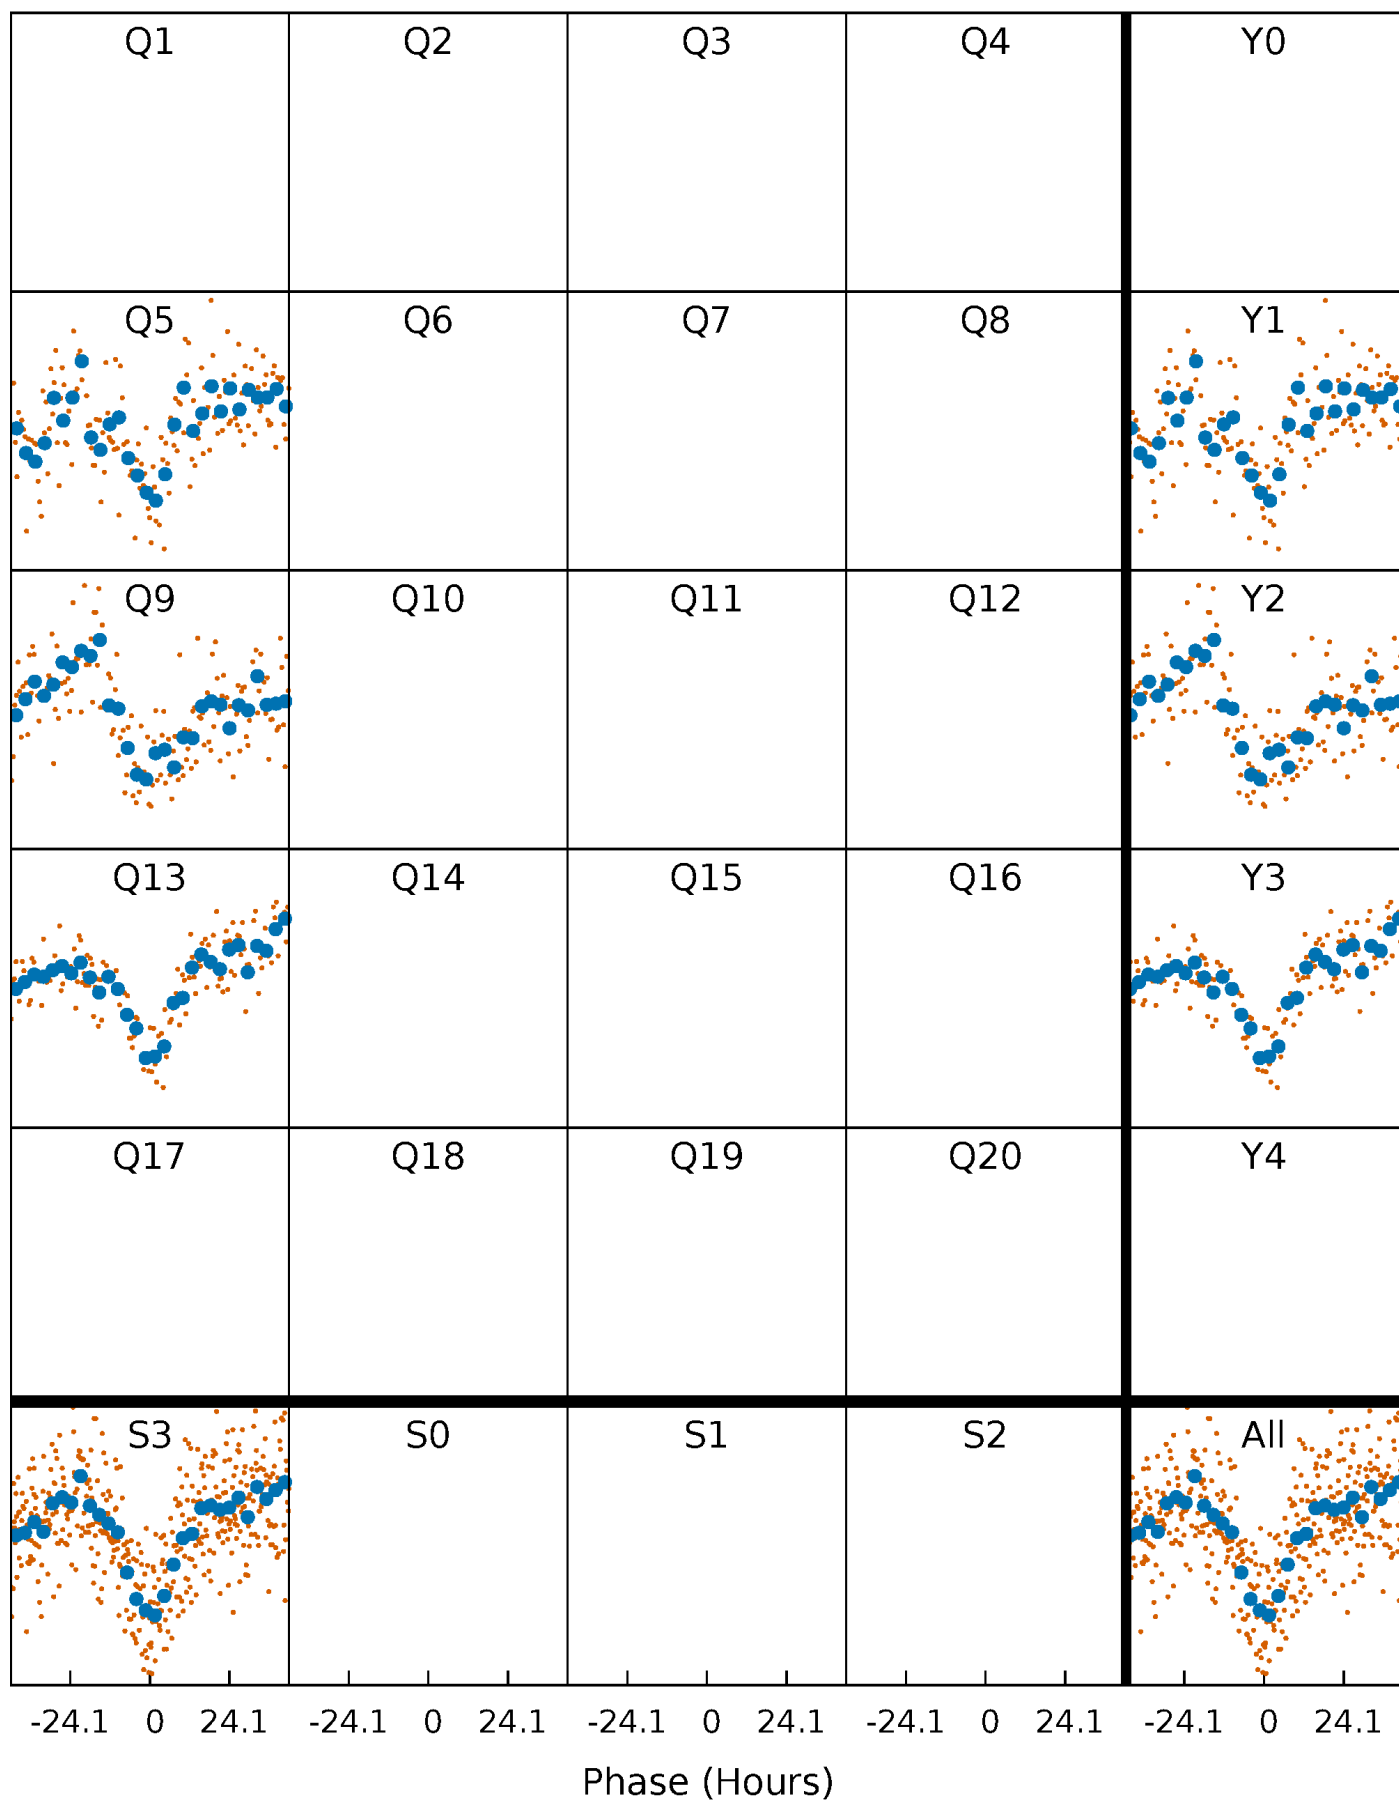 Q1 Q2 Q3 Q4 Y0
Q5 Q6 Q7 Q8 Y1
Q9 Q10 Q11 Q12 Y2
Q13 Q14 Q15 Q16 Y3
Q17 Q18 Q19 Q20 Y4
S3 S0 S1 S2 All
-24.1 0 24.1 -24.1 0 24.1 -24.1 0 24.1 -24.1 0 24.1 -24.1 0 24.1
Phase (Hours)